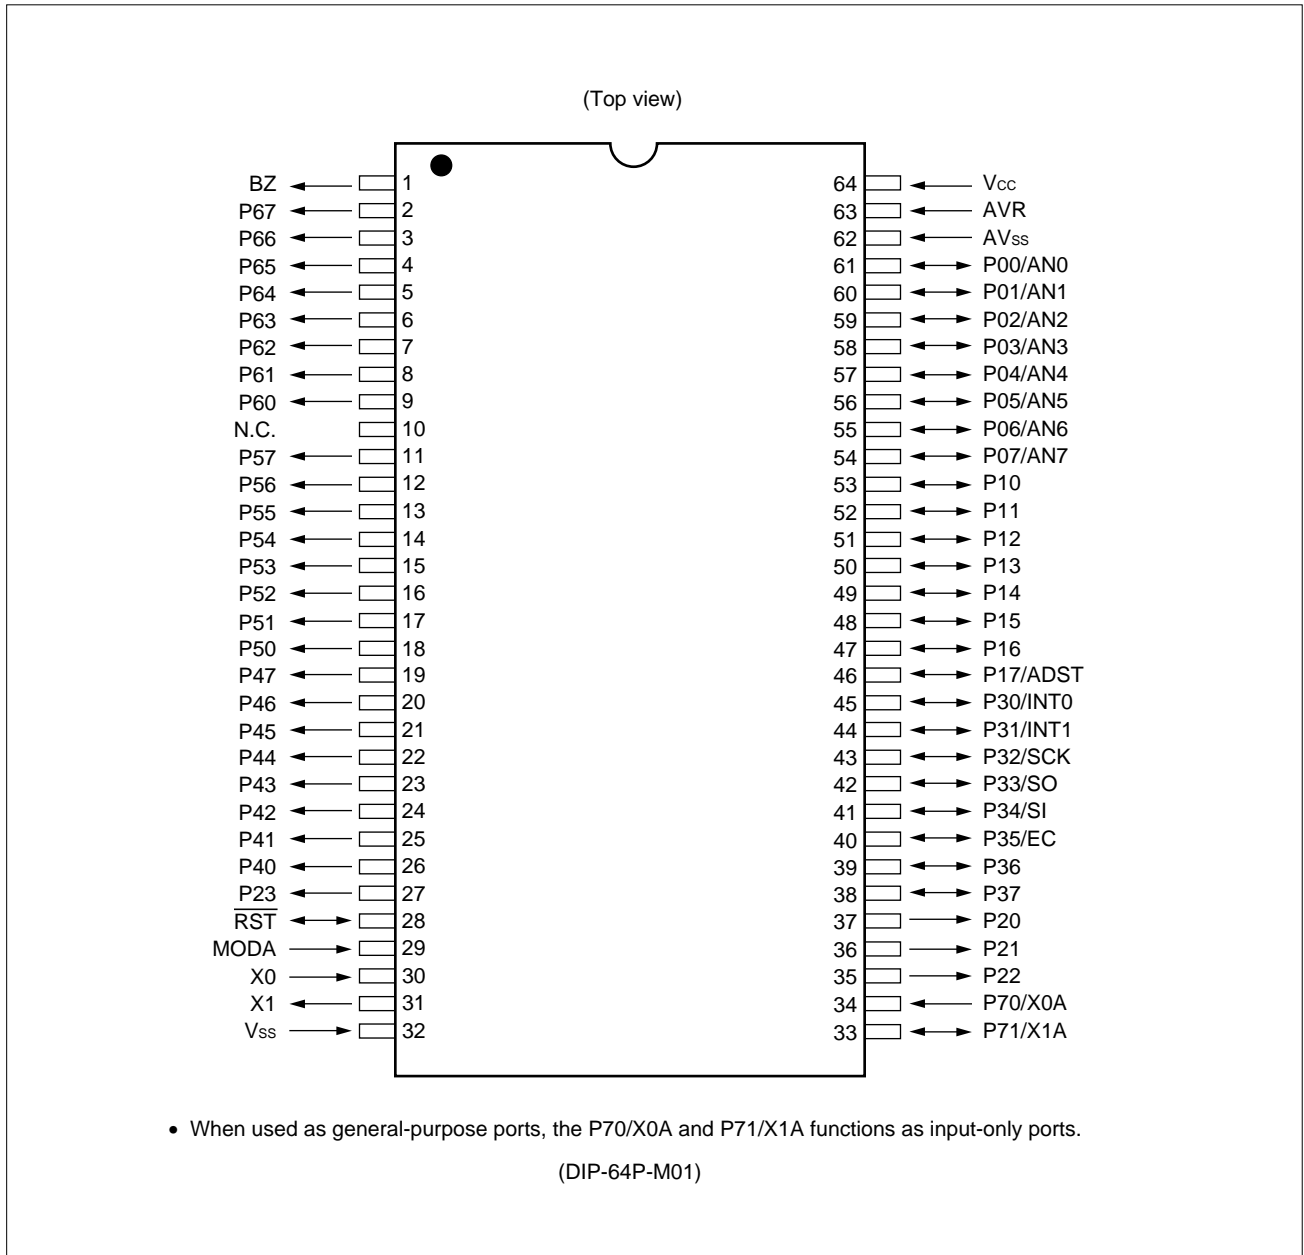 (Top view)
BZ 1 64 Vcc
P67 2 63 AVR
P66 3 62 AVss
P65 4 61 P00/AN0
P64 5 60 P01/AN1
P63 6 59 P02/AN2
P62 7 58 P03/AN3
P61 8 57 P04/AN4
P60 9 56 P05/AN5
N.C. 10 55 P06/AN6
P57 11 54 P07/AN7
P56 12 53 P10
P55 13 52 P11
P54 14 51 P12
P53 15 50 P13
P52 16 49 P14
P51 17 48 P15
P50 18 47 P16
P47 19 46 P17/ADST
P46 20 45 P30/INT0
P45 21 44 P31/INT1
P44 22 43 P32/SCK
P43 23 42 P33/SO
P42 24 41 P34/SI
P41 25 40 P35/EC
P40 26 39 P36
P23 27 38 P37
RST 28 37 P20
MODA 29 36 P21
X0 30 35 P22
X1 31 34 P70/X0A
Vss 32 33 P71/X1A
• When used as general-purpose ports, the P70/X0A and P71/X1A functions as input-only ports.
(DIP-64P-M01)